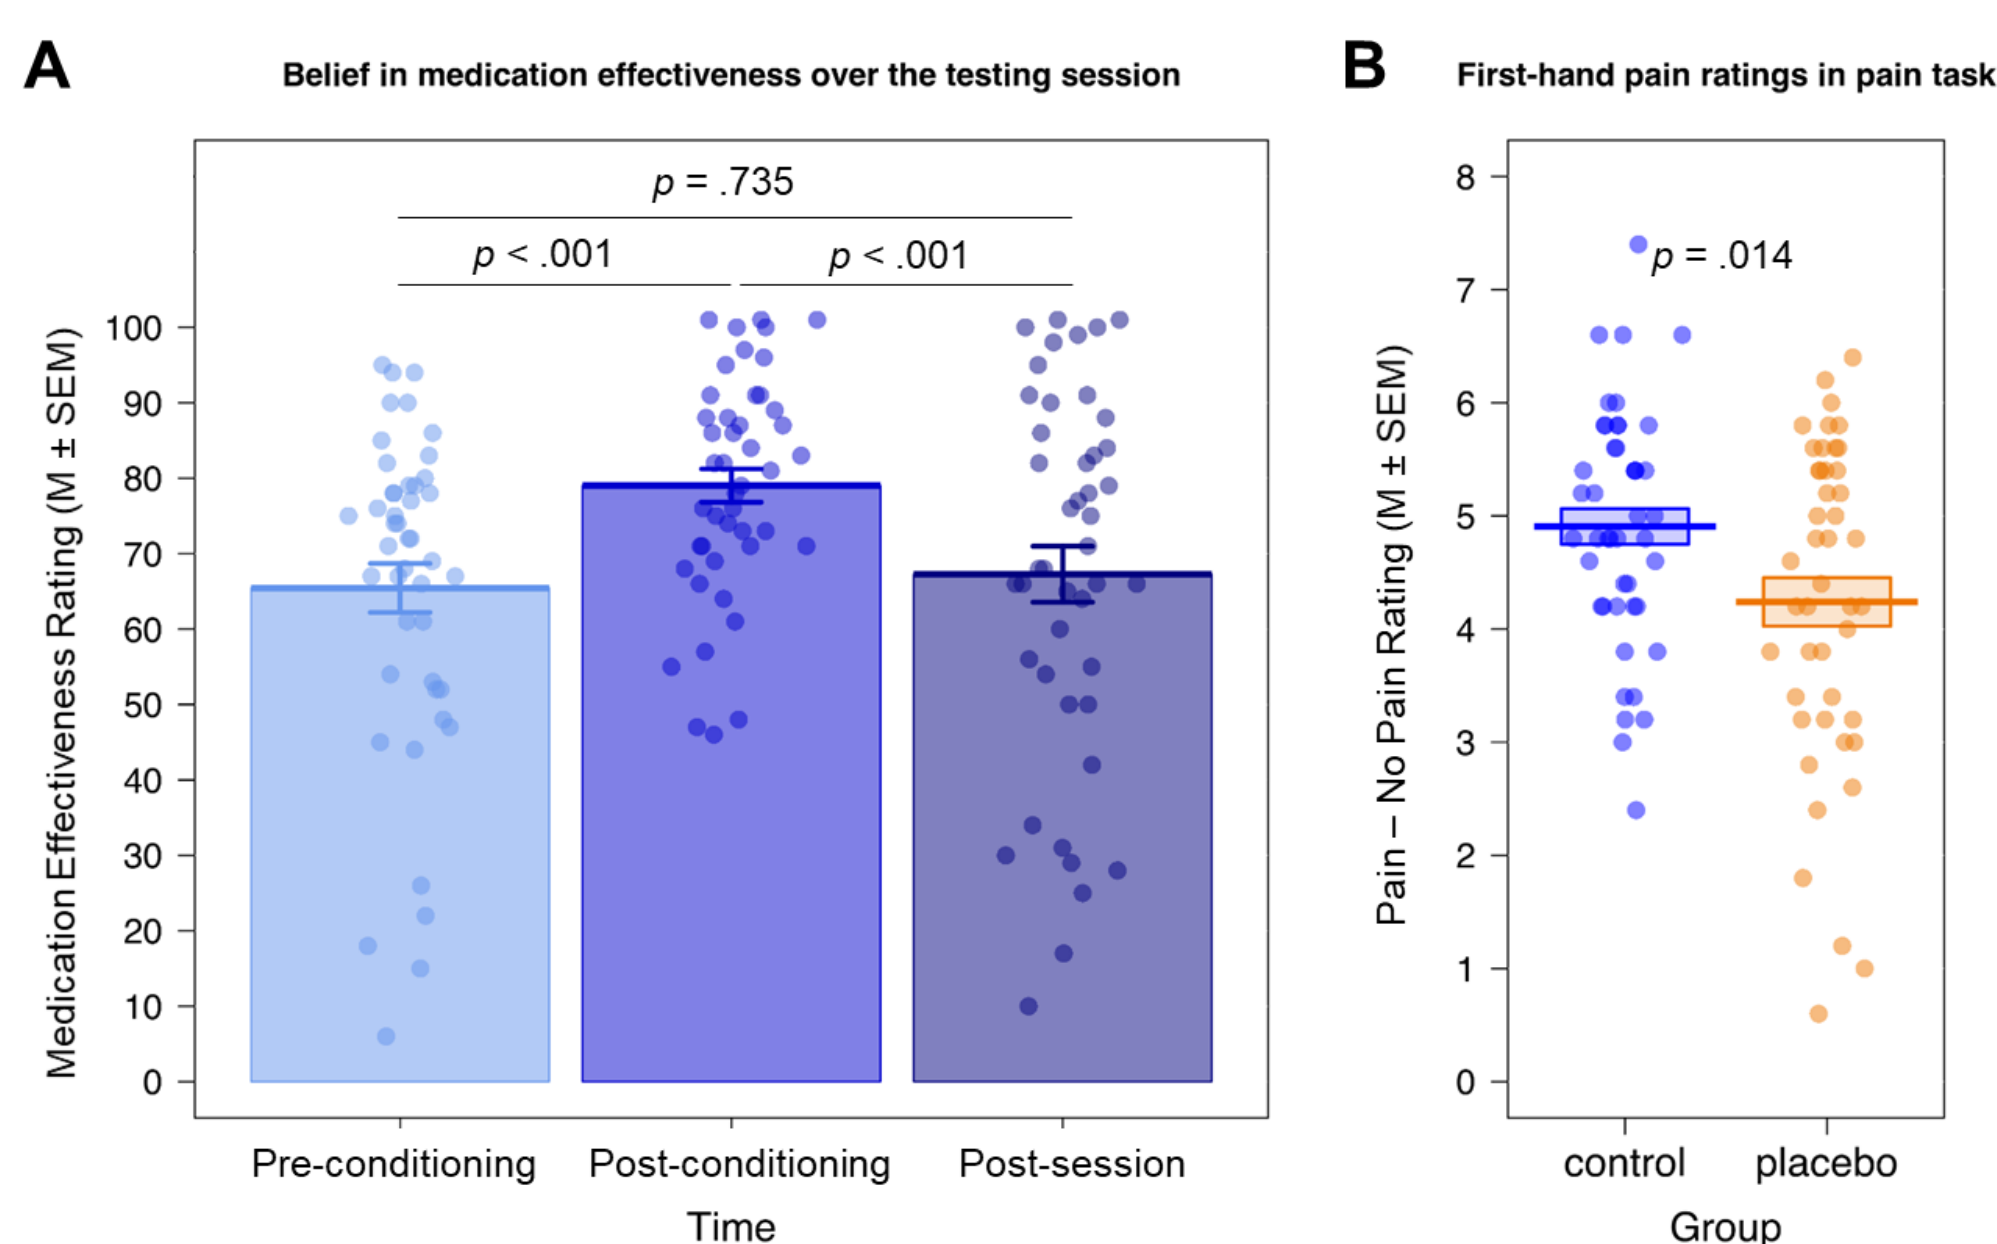 A
Belief in medication effectiveness over the testing session
p = .735
p < .001
p < .001
Medication Effectiveness Rating (M ± SEM)
100
90
80
70
60
50
40
30
20
10
0
Pre-conditioning
Post-conditioning
Post-session
Time
B
First-hand pain ratings in pain task
p = .014
Pain – No Pain Rating (M ± SEM)
8
7
6
5
4
3
2
1
0
control
placebo
Group